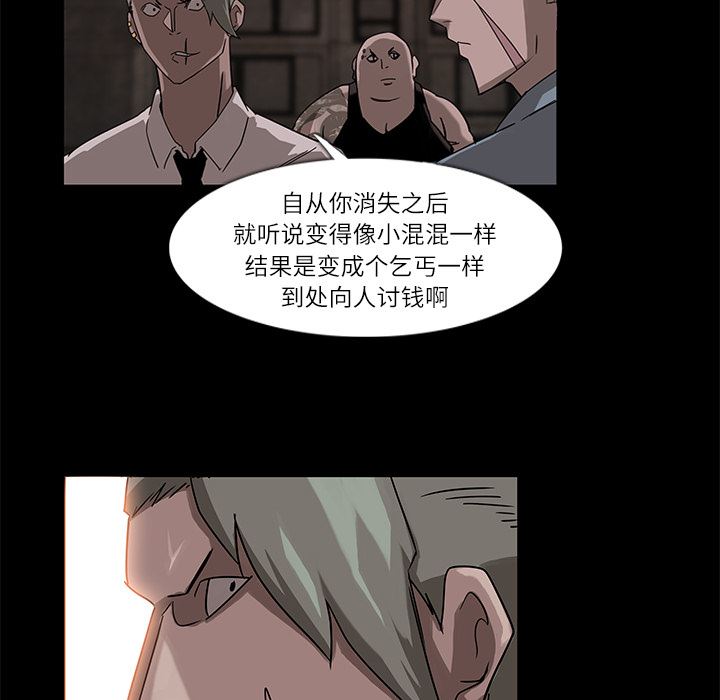 自从你消失之后
就听说变得像小混混一样
结果是变成个乞丐一样
到处向人讨钱啊